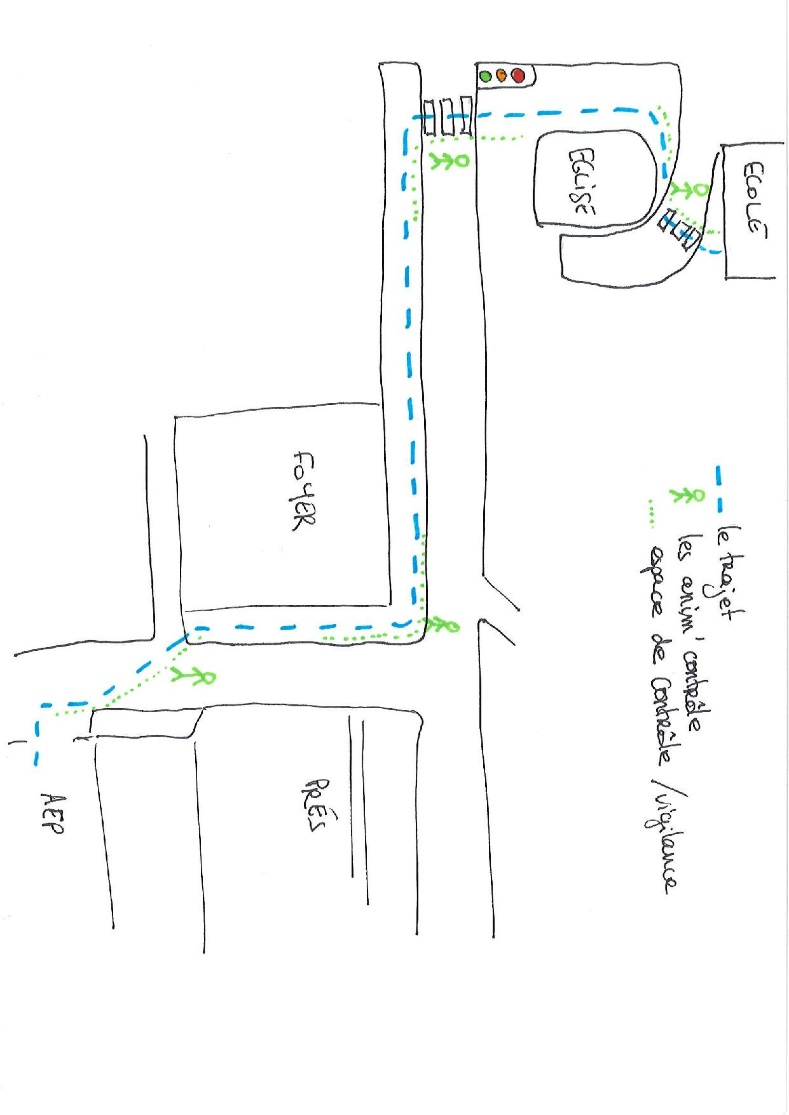 ECOLE
EGLISE
le trajet
les anim' contrôle
espace de contrôle / vigilance
FOYER
PRÉS
AEP